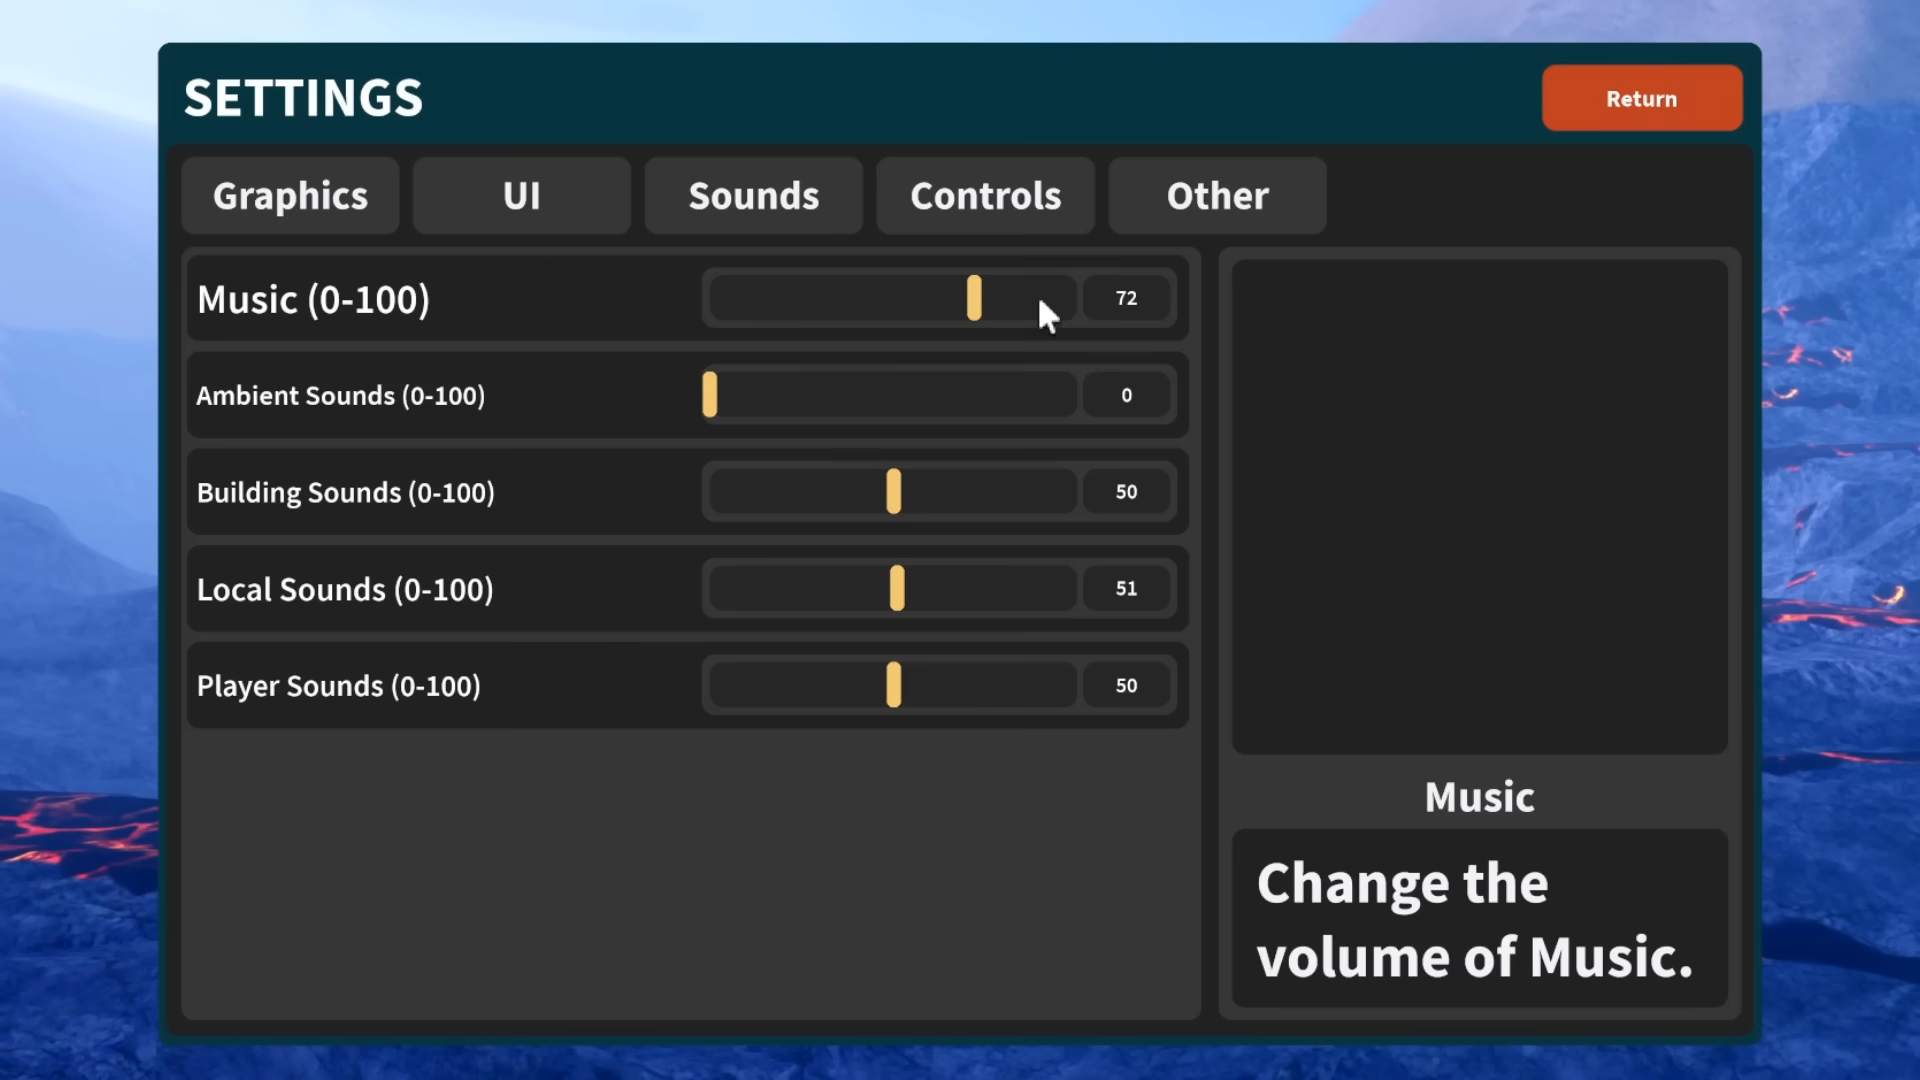 SETTINGS
Return
Graphics
UI
Sounds
Controls
Other
Music (0-100)
72
Ambient Sounds (0-100)
0
Building Sounds (0-100)
50
Local Sounds (0-100)
51
Player Sounds (0-100)
50
Music
Change the
volume of Music.